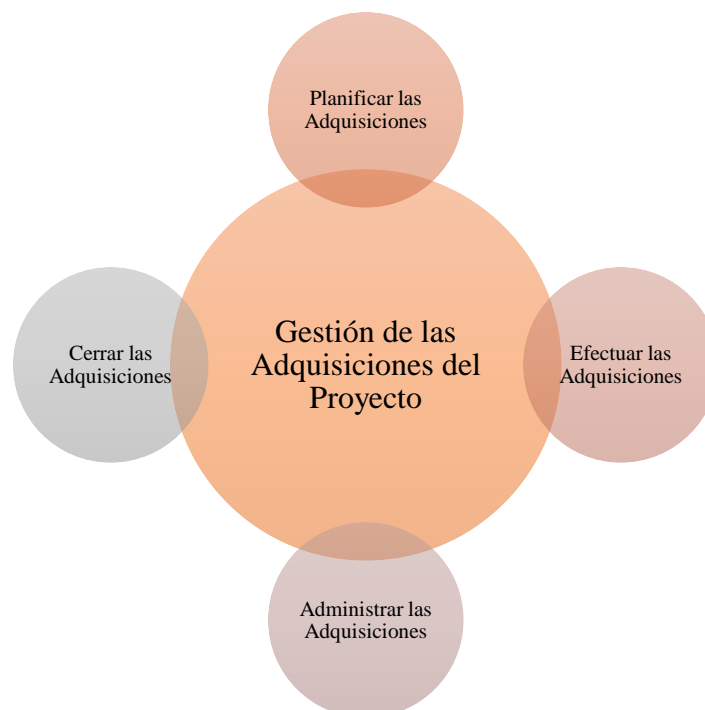 Planificar las
Adquisiciones
Gestión de las
Adquisiciones del
Proyecto
Efectuar las
Adquisiciones
Administrar las
Adquisiciones
Cerrar las
Adquisiciones